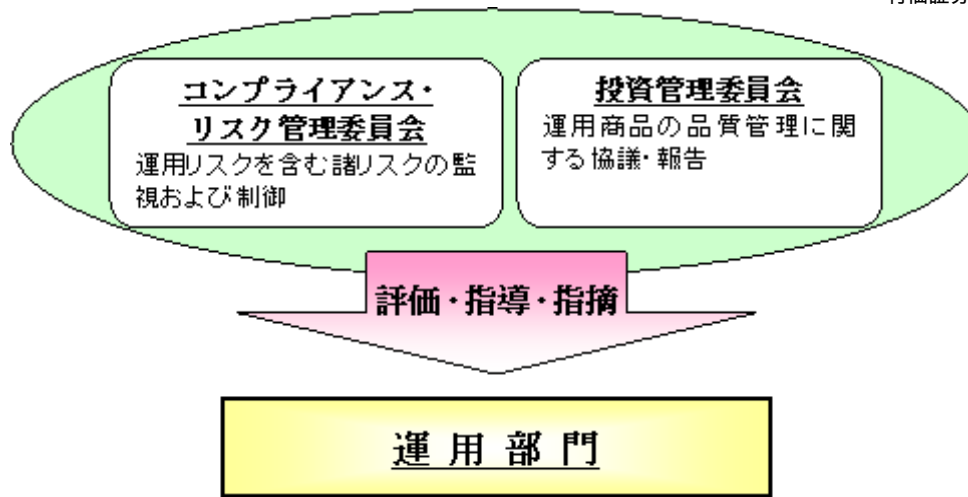 コンプライアンス・
リスク管理委員会
運用リスクを含む諸リスクの監
視および制御
投資管理委員会
運用商品の品質管理に関
する協議・報告
評価・指導・指摘
運用部門